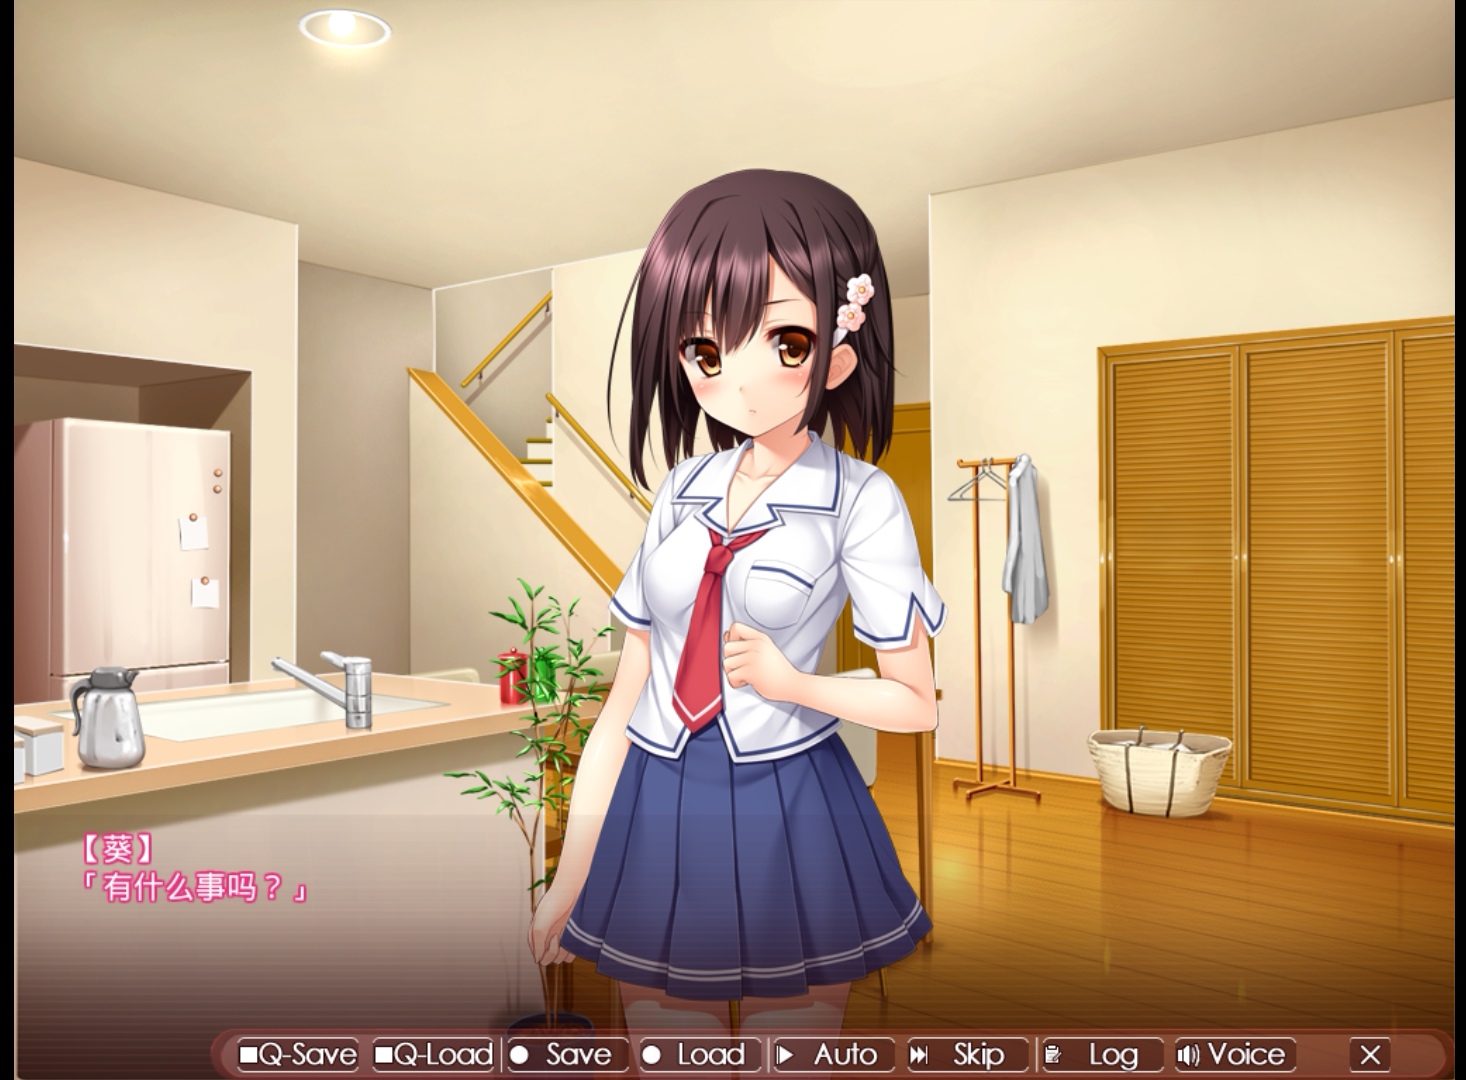 【葵】
「有什么事吗？」
Q-Save Q-Load Save Load Auto Skip Log Voice